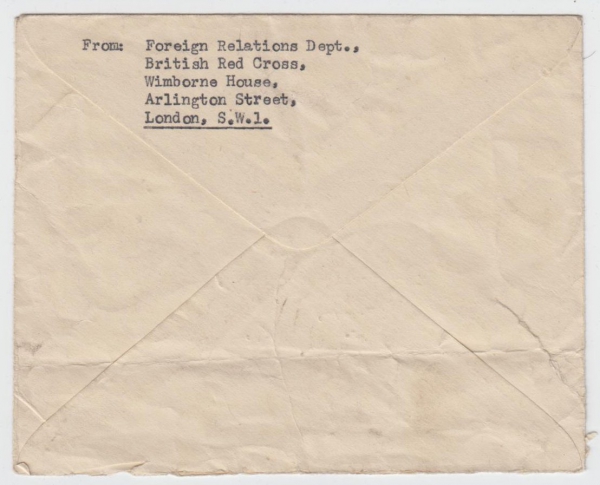 From: Foreign Relations Dept.,
British Red Cross,
Wimborne House,
Arlington Street,
London, S.W.1.